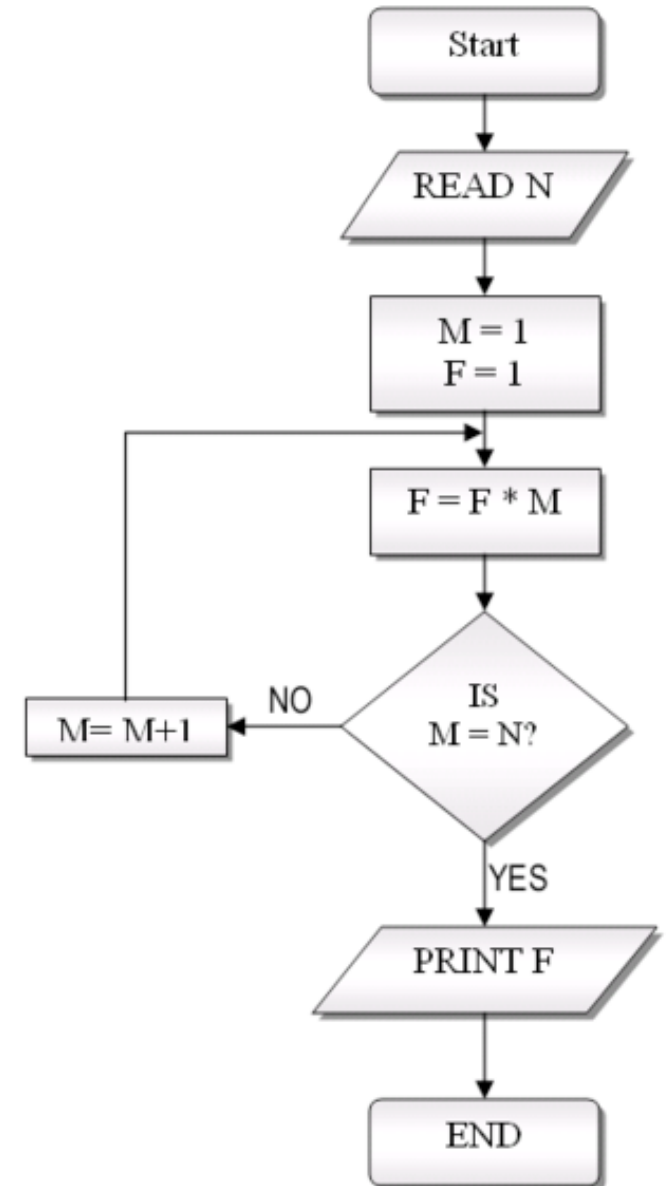 Start
READ N
M = 1
F = 1
F = F * M
IS
M = N?
NO
M= M+1
YES
PRINT F
END